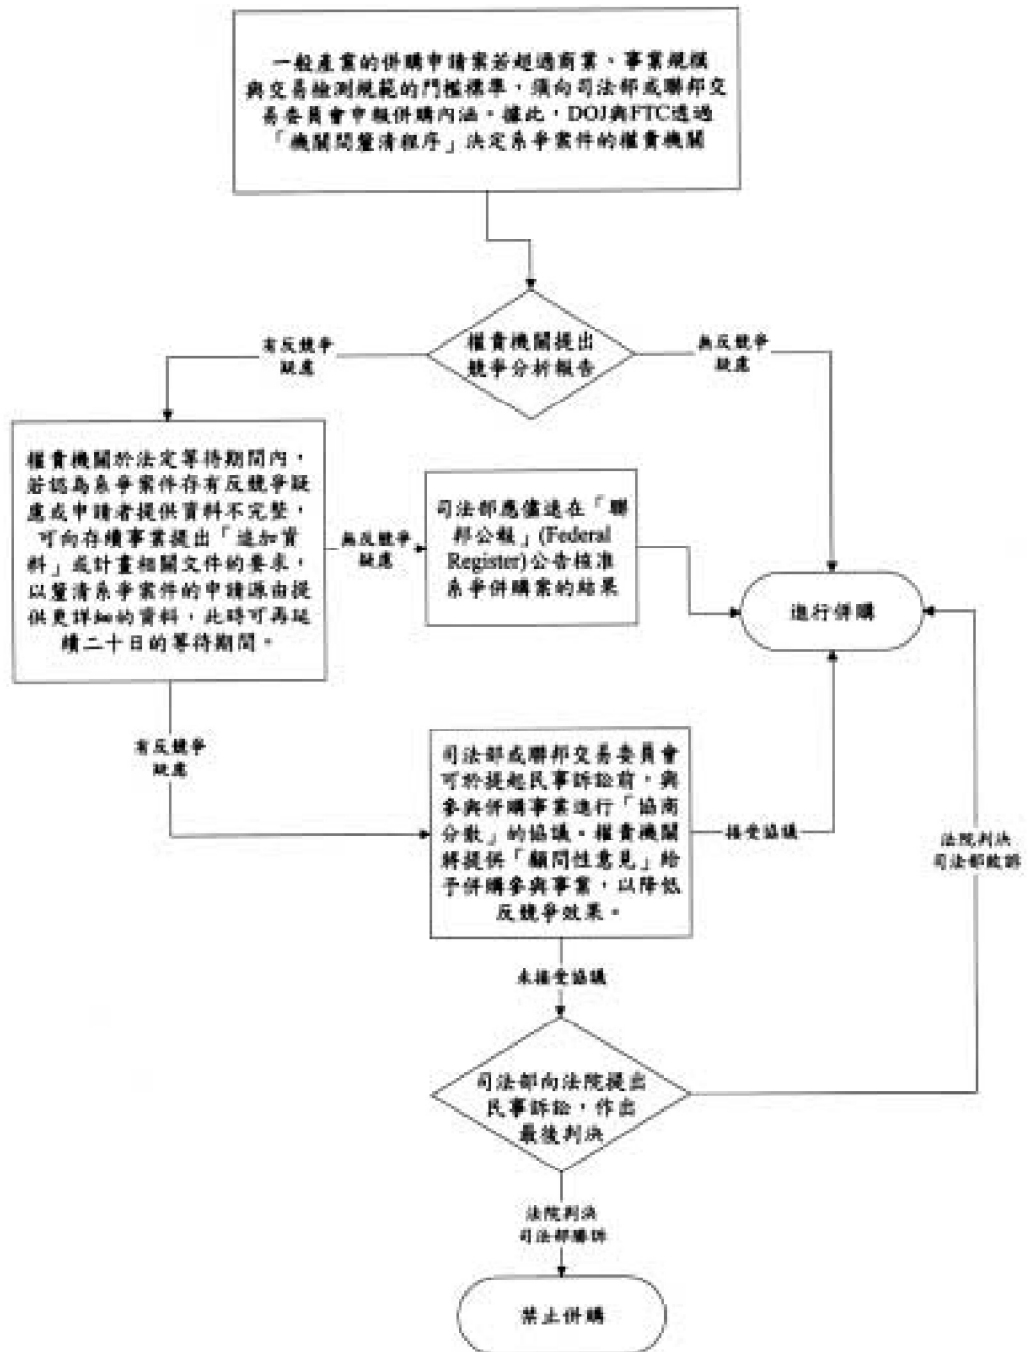 一般產業的併購申請案若超過商業、事業規模
與交易檢測規範的門檻標準，須向司法部或聯邦交
易委員會申報併購內涵。據此，DOJ與FTC透過
「機關間釐清程序」決定系爭案件的權責機關
權責機關提出
競爭分析報告
有反競爭
疑慮
無反競爭
疑慮
權責機關於法定等待期間內，
若認為系爭案件存有反競爭疑
慮或申請者提供資料不完整，
可向存續事業提出「追加資
料」或計畫相關文件的要求，
以釐清系爭案件的申請源由提
供更詳細的資料，此時可再延
續二十日的等待期間。
無反競爭
疑慮
司法部應儘速在「聯
邦公報」(Federal
Register)公告核准
系爭併購案的結果
進行併購
有反競爭
疑慮
司法部或聯邦交易委員會
可於提起民事訴訟前，與
參與併購事業進行「協商
分散」的協議。權責機關
將提供「顧問性意見」給
予併購參與事業，以降低
反競爭效果。
接受協議
法院判決
司法部敗訴
未接受協議
司法部向法院提出
民事訴訟，作出
最後判決
法院判決
司法部勝訴
禁止併購